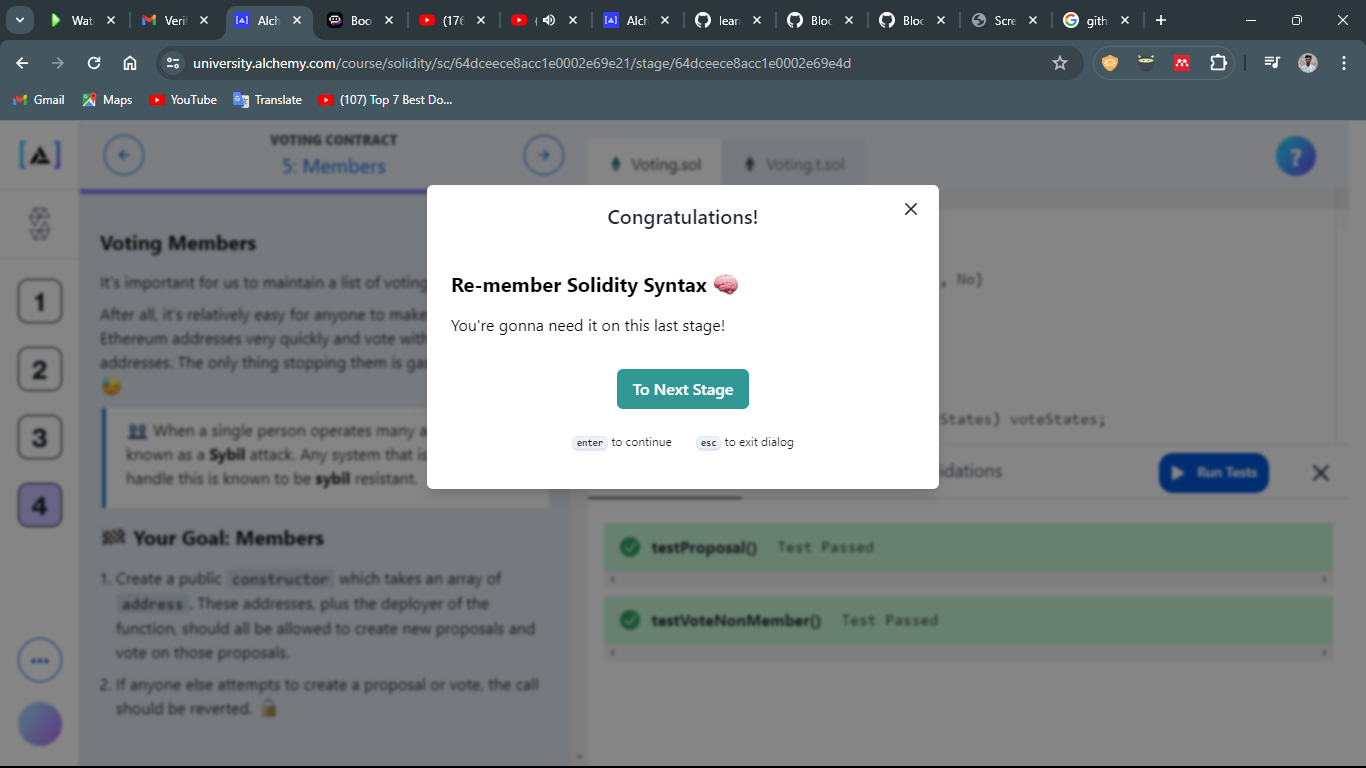 Wat
Veri
Alch
Boo
(176
(
Alc
lear
Bloc
Bloc
Scre
gith
university.alchemy.com/course/solidity/sc/64dceece8acc1e0002e69e21/stage/64dceece8acc1e0002e69e4d
Gmail
Maps
YouTube
Translate
(107) Top 7 Best Do...
VOTING CONTRACT
5: Members
Voting.sol
Voting.t.sol
?
1
2
3
4
Voting Members
It's important for us to maintain a list of voting
After all, it's relatively easy for anyone to make
Ethereum addresses very quickly and vote with
addresses. The only thing stopping them is gas
When a single person operates many a
known as a Sybil attack. Any system that is
handle this is known to be sybil resistant.
Your Goal: Members
1. Create a public constructor which takes an array of
address. These addresses, plus the deployer of the
function, should all be allowed to create new proposals and
vote on those proposals.
2. If anyone else attempts to create a proposal or vote, the call
should be reverted.
Congratulations!
Re-member Solidity Syntax
You're gonna need it on this last stage!
To Next Stage
enter to continue
esc to exit dialog
, No}
States) voteStates;
idations
Run Tests
testProposal() Test Passed
testVoteNonMember() Test Passed